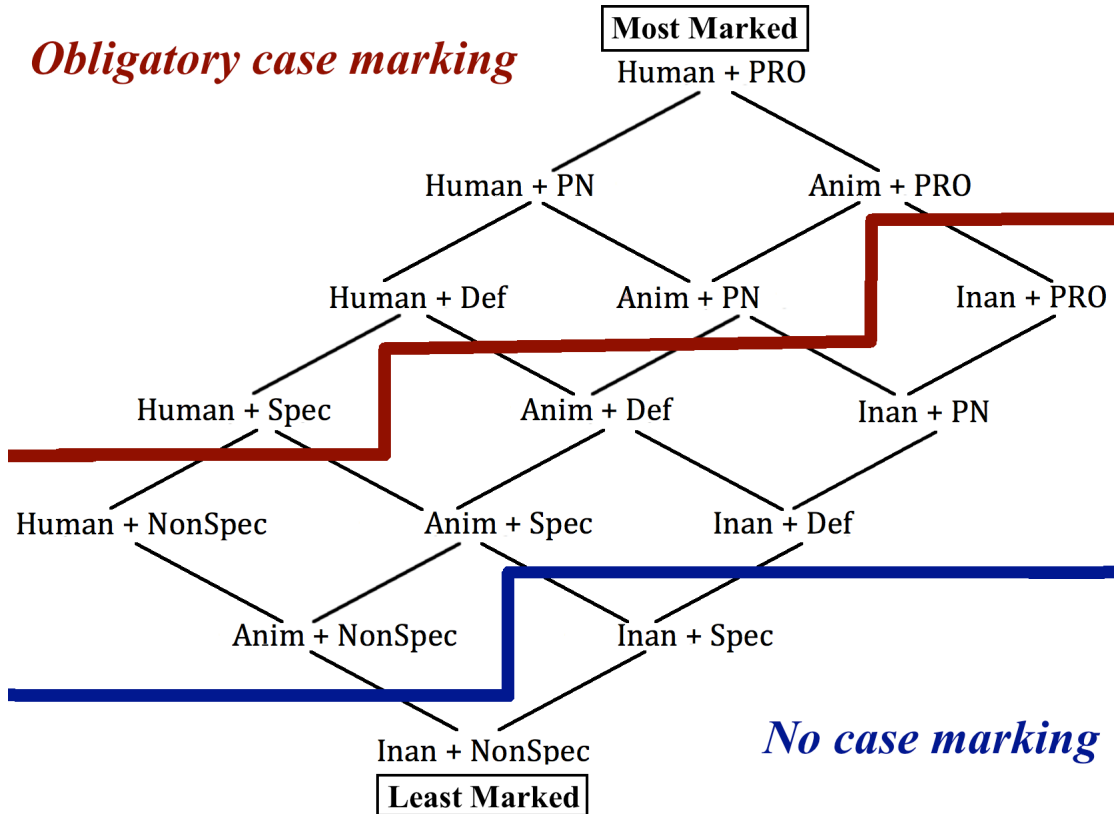 Most Marked
Obligatory case marking
Human + PRO
Human + PN
Anim + PRO
Human + Def
Anim + PN
Inan + PRO
Human + Spec
Anim + Def
Inan + PN
Human + NonSpec
Anim + Spec
Inan + Def
Anim + NonSpec
Inan + Spec
Inan + NonSpec
No case marking
Least Marked